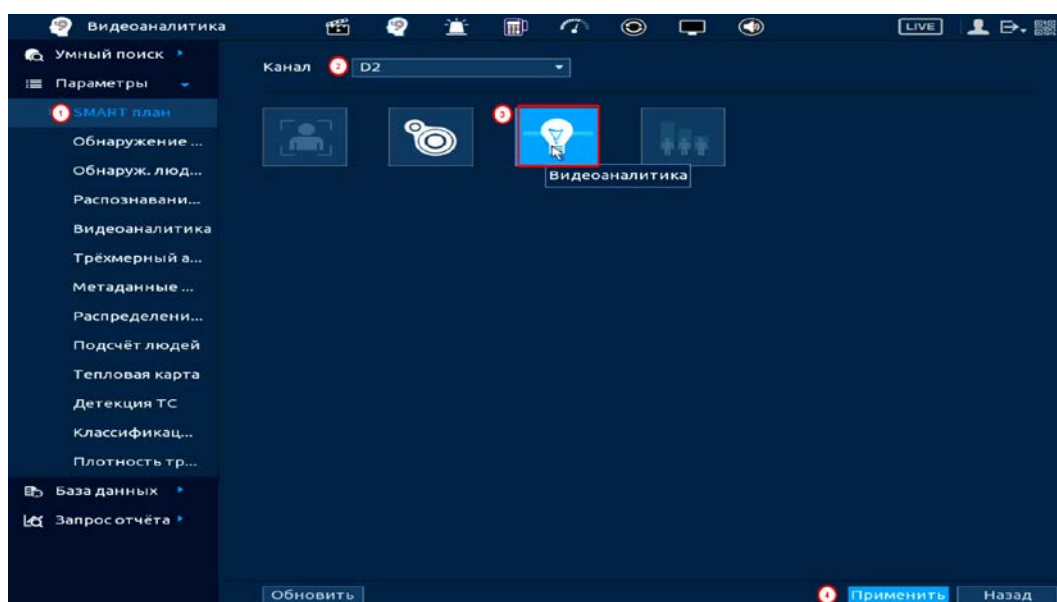 Видеоаналитика
LIVE
Умный поиск
Параметры
1 SMART план
Обнаружение ...
Обнаруж. люд...
Распознавани...
Видеоаналитика
Трёхмерный а...
Метаданные ...
Распределени...
Подсчёт людей
Тепловая карта
Детекция ТС
Классификац...
Плотность тр...
База данных
Запрос отчёта
Канал 2 D2
3
Видеоаналитика
Обновить
4 Применить
Назад